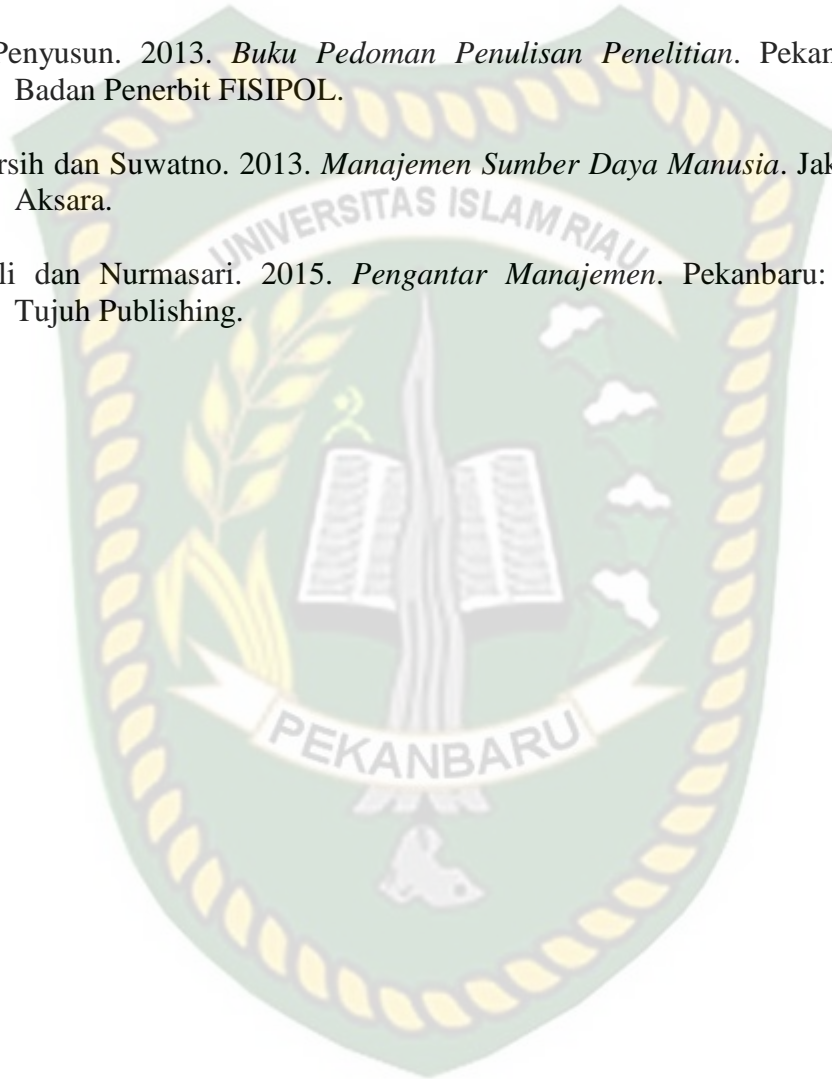 Penyusun. 2013. Buku Pedoman Penulisan Penelitian. Pekan
Badan Penerbit FISIPOL.
rsih dan Suwatno. 2013. Manajemen Sumber Daya Manusia. Jak
Aksara.
li dan Nurmasari. 2015. Pengantar Manajemen. Pekanbaru:
Tujuh Publishing.
UNIVERSITAS ISLAM RIAU
PEKANBARU